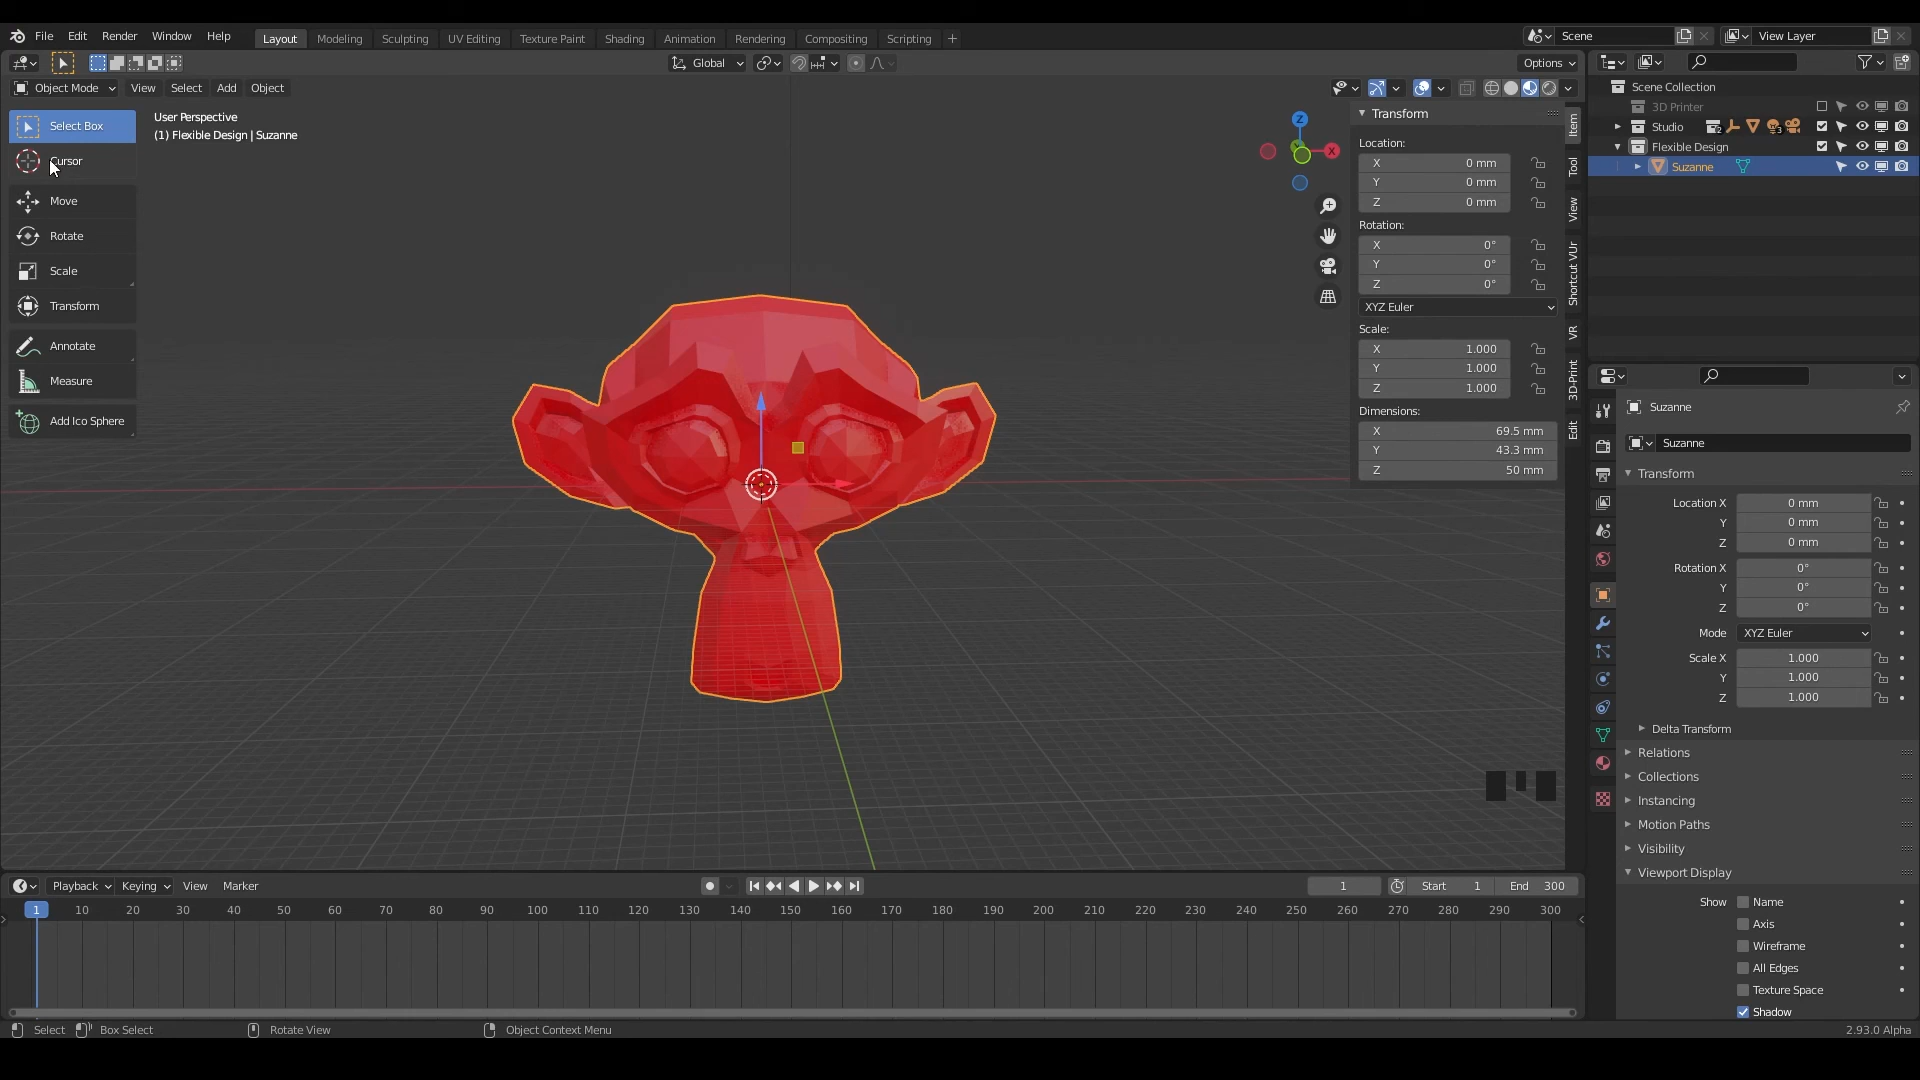 File Edit Render Window Help Layout Modeling Sculpting UV Editing Texture Paint Shading Animation Rendering Compositing Scripting Scene View Layer
Global Options
Object Mode View Select Add Object
User Perspective
(1) Flexible Design | Suzanne
Select Box
Cursor
Move
Rotate
Scale
Transform
Annotate
Measure
Add Ico Sphere
Z
X
Transform
Location:
X 0 mm
Y 0 mm
Z 0 mm
Rotation:
X 0°
Y 0°
Z 0°
XYZ Euler
Scale:
X 1.000
Y 1.000
Z 1.000
Dimensions:
X 69.5 mm
Y 43.3 mm
Z 50 mm
Item
Tool
View
Shortcut VUr
VR
3D-Print
Edit
Scene Collection
3D Printer
Studio 2 3
Flexible Design
Suzanne
Suzanne
Suzanne
Transform
Location X 0 mm
Y 0 mm
Z 0 mm
Rotation X 0°
Y 0°
Z 0°
Mode XYZ Euler
Scale X 1.000
Y 1.000
Z 1.000
Delta Transform
Relations
Collections
Instancing
Motion Paths
Visibility
Viewport Display
Show Name
Axis
Wireframe
All Edges
Texture Space
Shadow
Playback Keying View Marker 1 Start 1 End 300
1 10 20 30 40 50 60 70 80 90 100 110 120 130 140 150 160 170 180 190 200 210 220 230 240 250 260 270 280 290 300
Select Box Select Rotate View Object Context Menu 2.93.0 Alpha